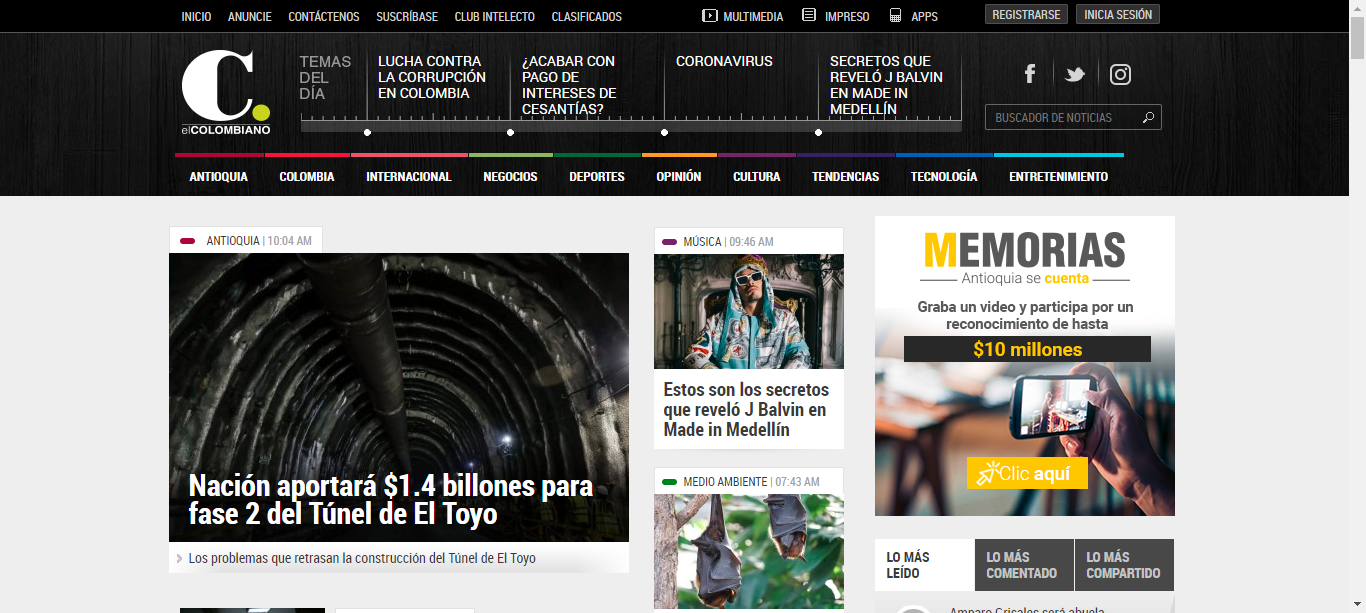 INICIO ANUNCIE CONTÁCTENOS SUSCRÍBASE CLUB INTELECTO CLASIFICADOS MULTIMEDIA IMPRESO APPS REGISTRARSE INICIA SESIÓN
elCOLOMBIANO
TEMAS
DEL
DÍA
LUCHA CONTRA
LA CORRUPCIÓN
EN COLOMBIA
¿ACABAR CON
PAGO DE
INTERESES DE
CESANTÍAS?
CORONAVIRUS
SECRETOS QUE
REVELÓ J BALVIN
EN MADE IN
MEDELLÍN
BUSCADOR DE NOTICIAS
ANTIOQUIA COLOMBIA INTERNACIONAL NEGOCIOS DEPORTES OPINIÓN CULTURA TENDENCIAS TECNOLOGÍA ENTRETENIMIENTO
ANTIOQUIA | 10:04 AM
Nación aportará $1.4 billones para
fase 2 del Túnel de El Toyo
Los problemas que retrasan la construcción del Túnel de El Toyo
MÚSICA | 09:46 AM
Estos son los secretos
que reveló J Balvin en
Made in Medellín
MEDIO AMBIENTE | 07:43 AM
MEMORIAS
Antioquia se cuenta
Graba un video y participa por un
reconocimiento de hasta
$10 millones
Clic aquí
LO MÁS
LEÍDO
LO MÁS
COMENTADO
LO MÁS
COMPARTIDO
Amparo Grisales será abuela